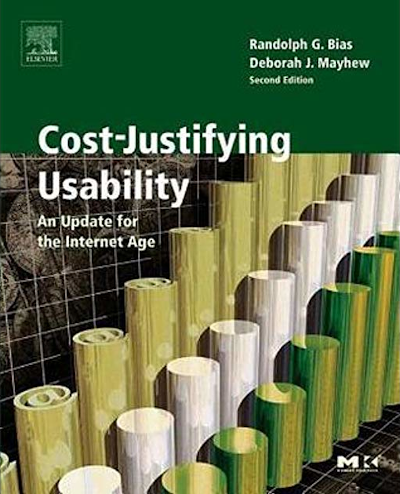 Randolph G. Bias
Deborah J. Mayhew
Second Edition
ELSEVIER
Cost-Justifying
Usability
An Update for
the Internet Age
MK